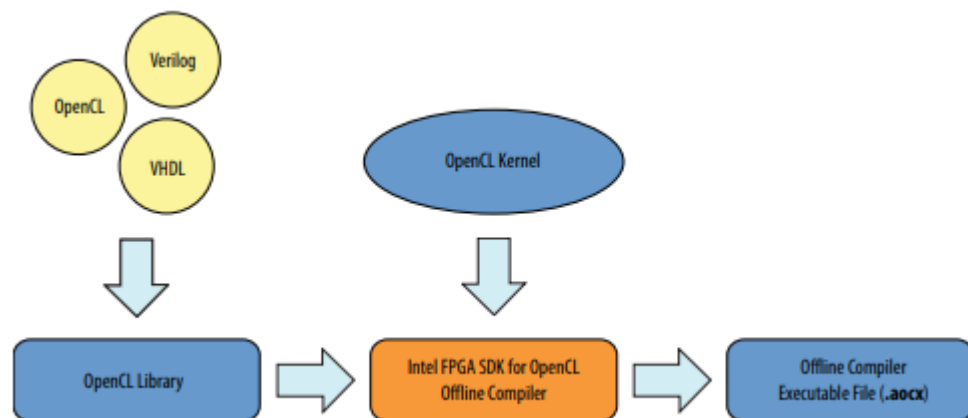 Verilog
OpenCL
VHDL
OpenCL Kernel
OpenCL Library
Intel FPGA SDK for OpenCL
Offline Compiler
Offline Compiler
Executable File (.aocx)